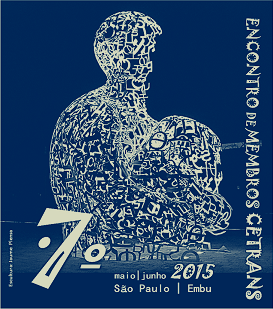 ENCONTRO DE MEMBROS CETRANS
7º
maio|junho 2015
São Paulo | Embu
Escultura Jaume Plensa